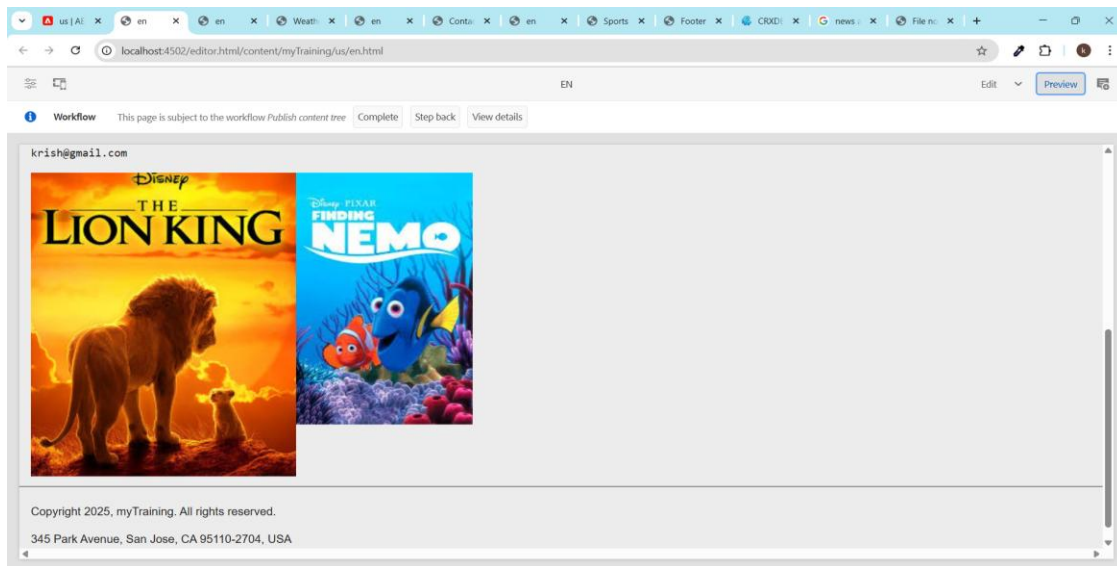 us | AE
en
en
Weath
en
Conta
en
Sports
Footer
CRXDE
news a
File no
localhost:4502/editor.html/content/myTraining/us/en.html
k
EN
Edit
Preview
Workflow This page is subject to the workflow Publish content tree Complete Step back View details
krish@gmail.com
Disney
THE
LION KING
Disney PIXAR
FINDING
NEMO
Copyright 2025, myTraining. All rights reserved.
345 Park Avenue, San Jose, CA 95110-2704, USA